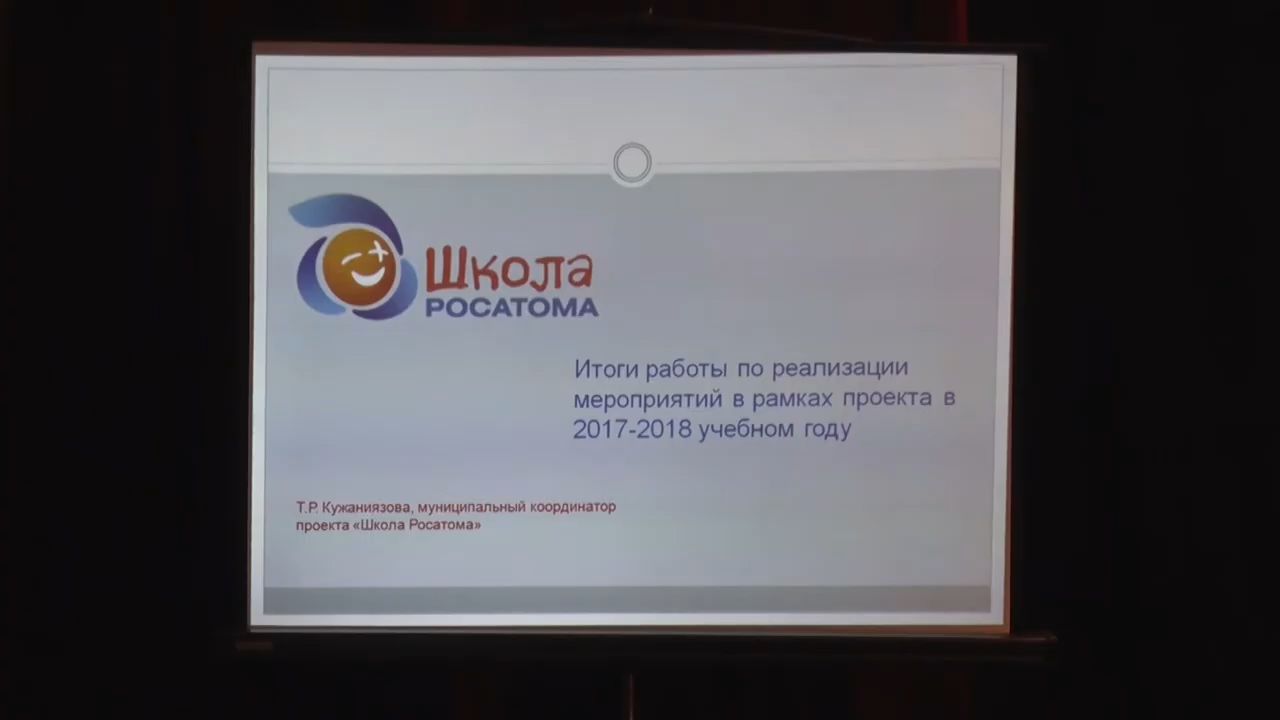 Школа
РОСАТОМА
Итоги работы по реализации
мероприятий в рамках проекта в
2017-2018 учебном году
Т.Р. Кужаниязова, муниципальный координатор
проекта «Школа Росатома»